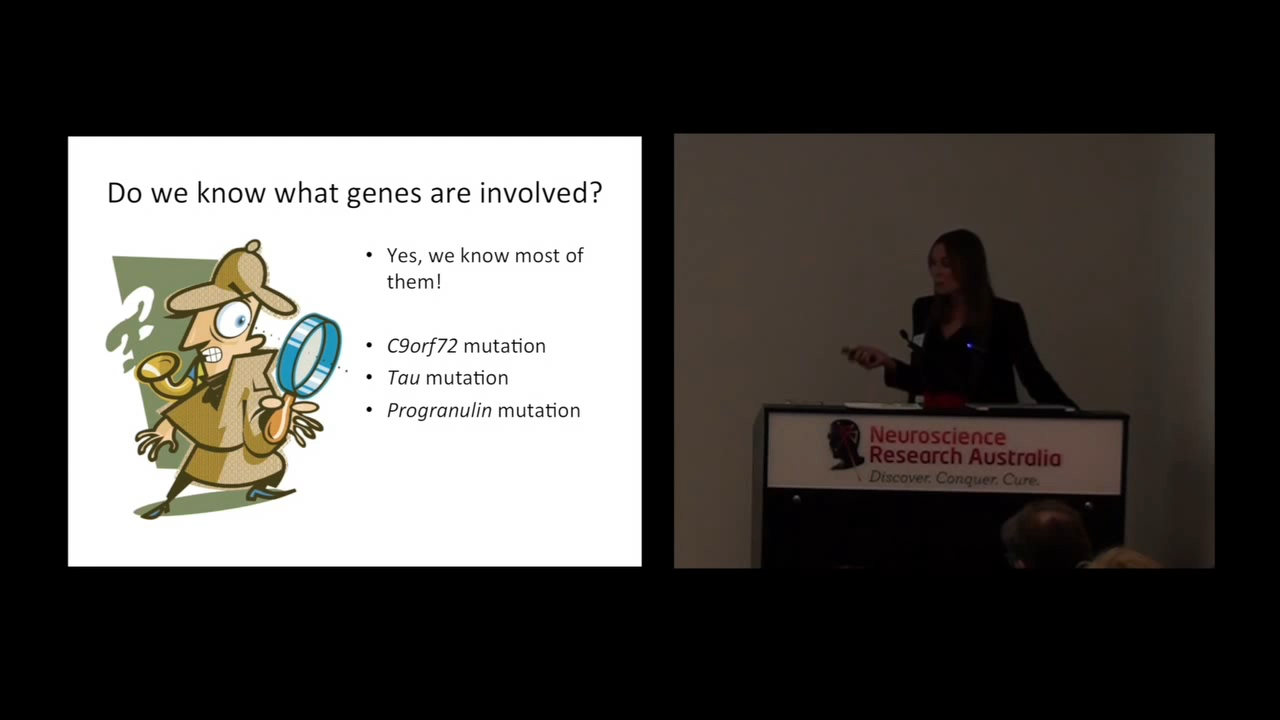 Do we know what genes are involved?
• Yes, we know most of
them!
• C9orf72 mutation
• Tau mutation
• Progranulin mutation
Neuroscience
Research Australia
Discover. Conquer. Cure.